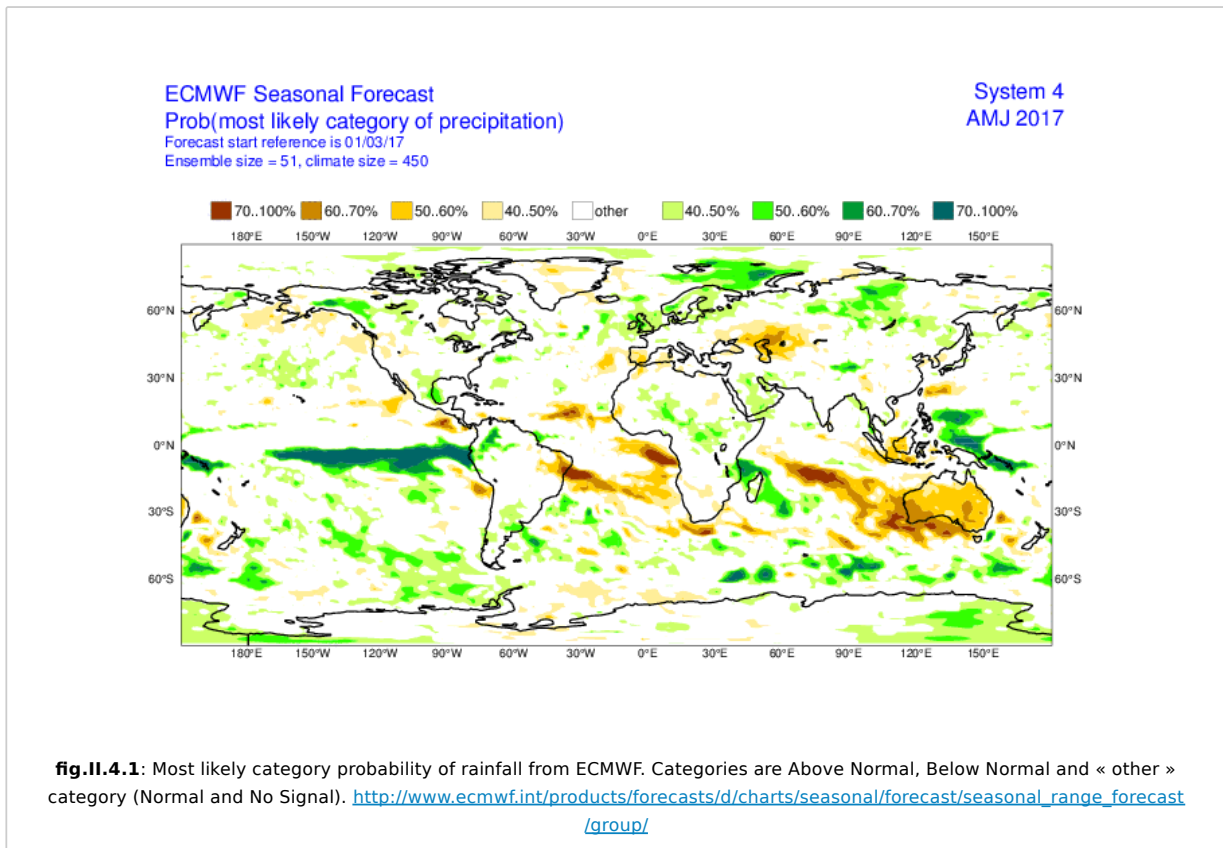 ECMWF Seasonal Forecast
System 4
Prob(most likely category of precipitation)
AMJ 2017
Forecast start reference is 01/03/17
Ensemble size = 51, climate size = 450
70..100% 60..70% 50..60% 40..50% other 40..50% 50..60% 60..70% 70..100%
180°E 150°W 120°W 90°W 60°W 30°W 0°E 30°E 60°E 90°E 120°E 150°E
60°N 60°N
30°N 30°N
0°N 0°N
30°S 30°S
60°S 60°S
180°E 150°W 120°W 90°W 60°W 30°W 0°E 30°E 60°E 90°E 120°E 150°E
fig.II.4.1: Most likely category probability of rainfall from ECMWF. Categories are Above Normal, Below Normal and « other »
category (Normal and No Signal). http://www.ecmwf.int/products/forecasts/d/charts/seasonal/forecast/seasonal_range_forecast
/group/